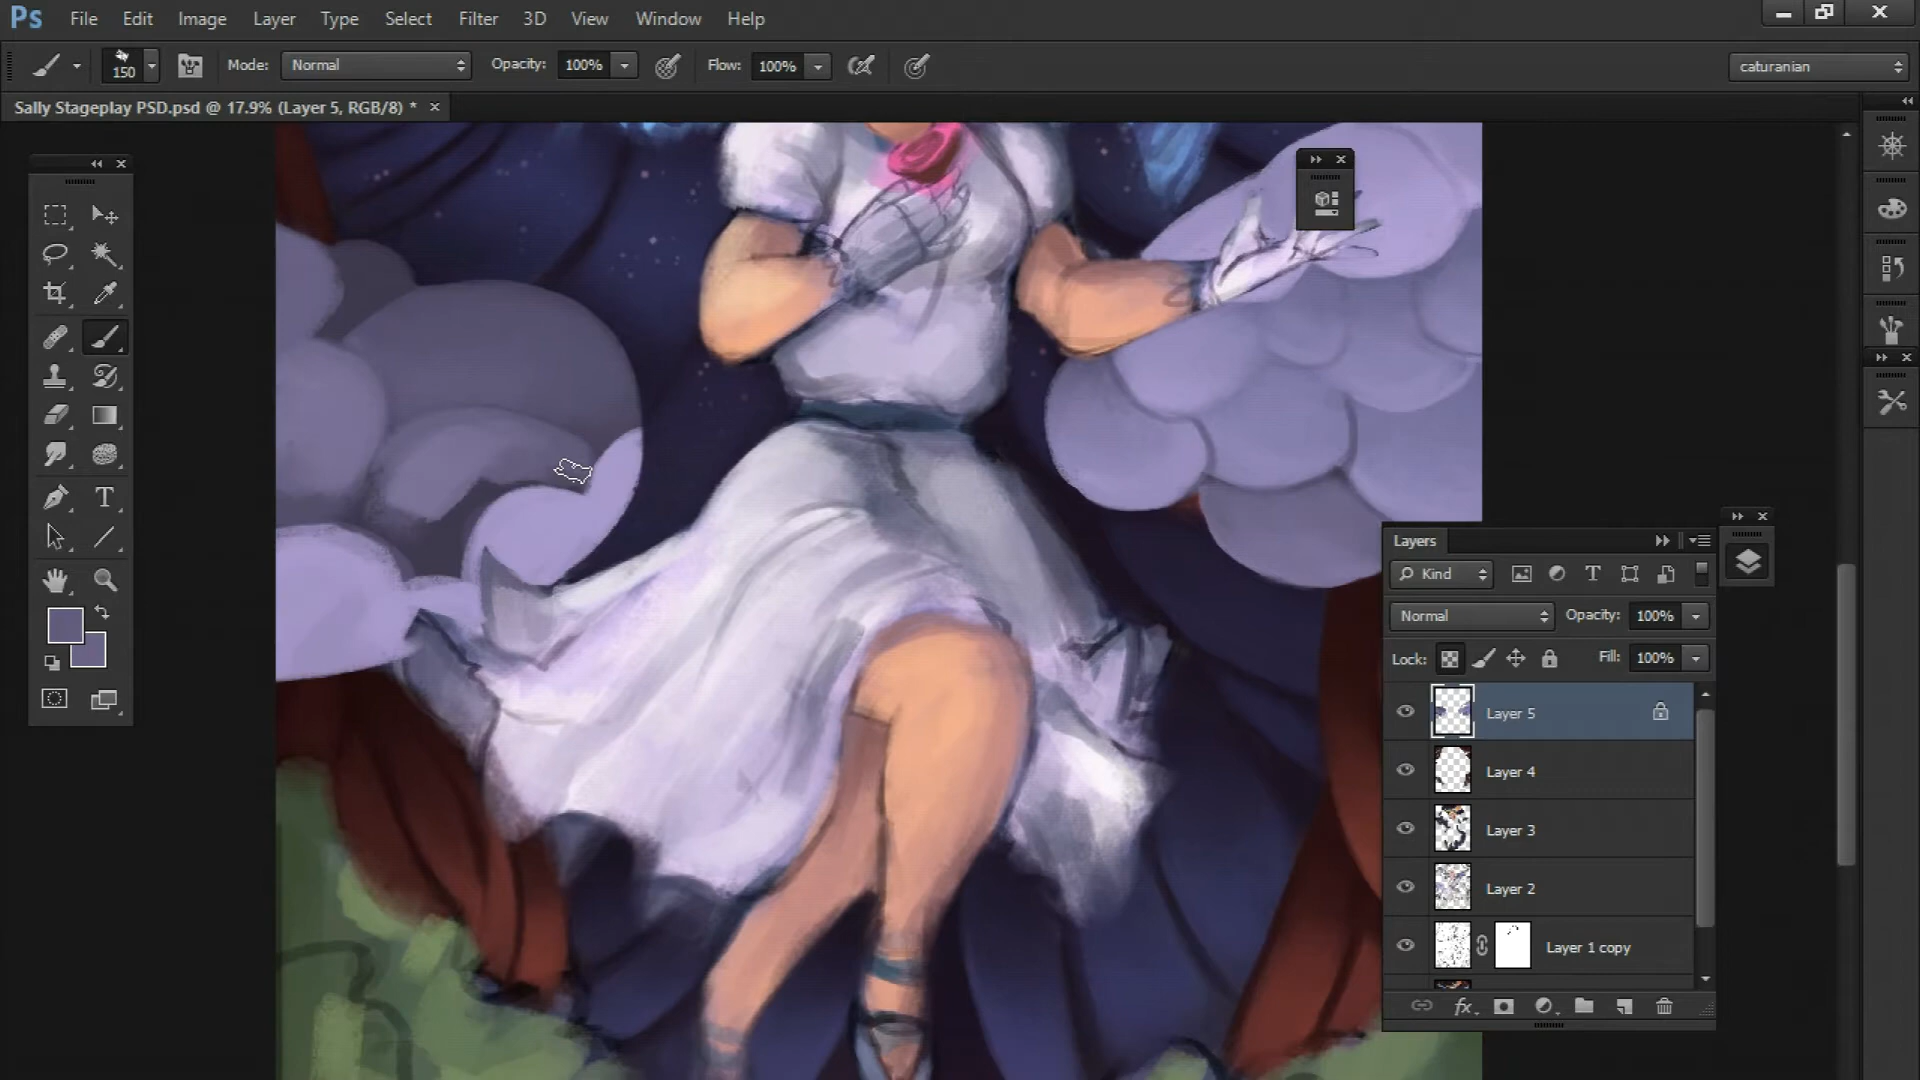 Ps File Edit Image Layer Type Select Filter 3D View Window Help
150 Mode: Normal Opacity: 100% Flow: 100% caturanian
Sally Stageplay PSD.psd @ 17.9% (Layer 5, RGB/8) * ×
T
Layers
Kind T
Normal Opacity: 100%
Lock: Fill: 100%
Layer 5
Layer 4
Layer 3
Layer 2
Layer 1 copy
fx